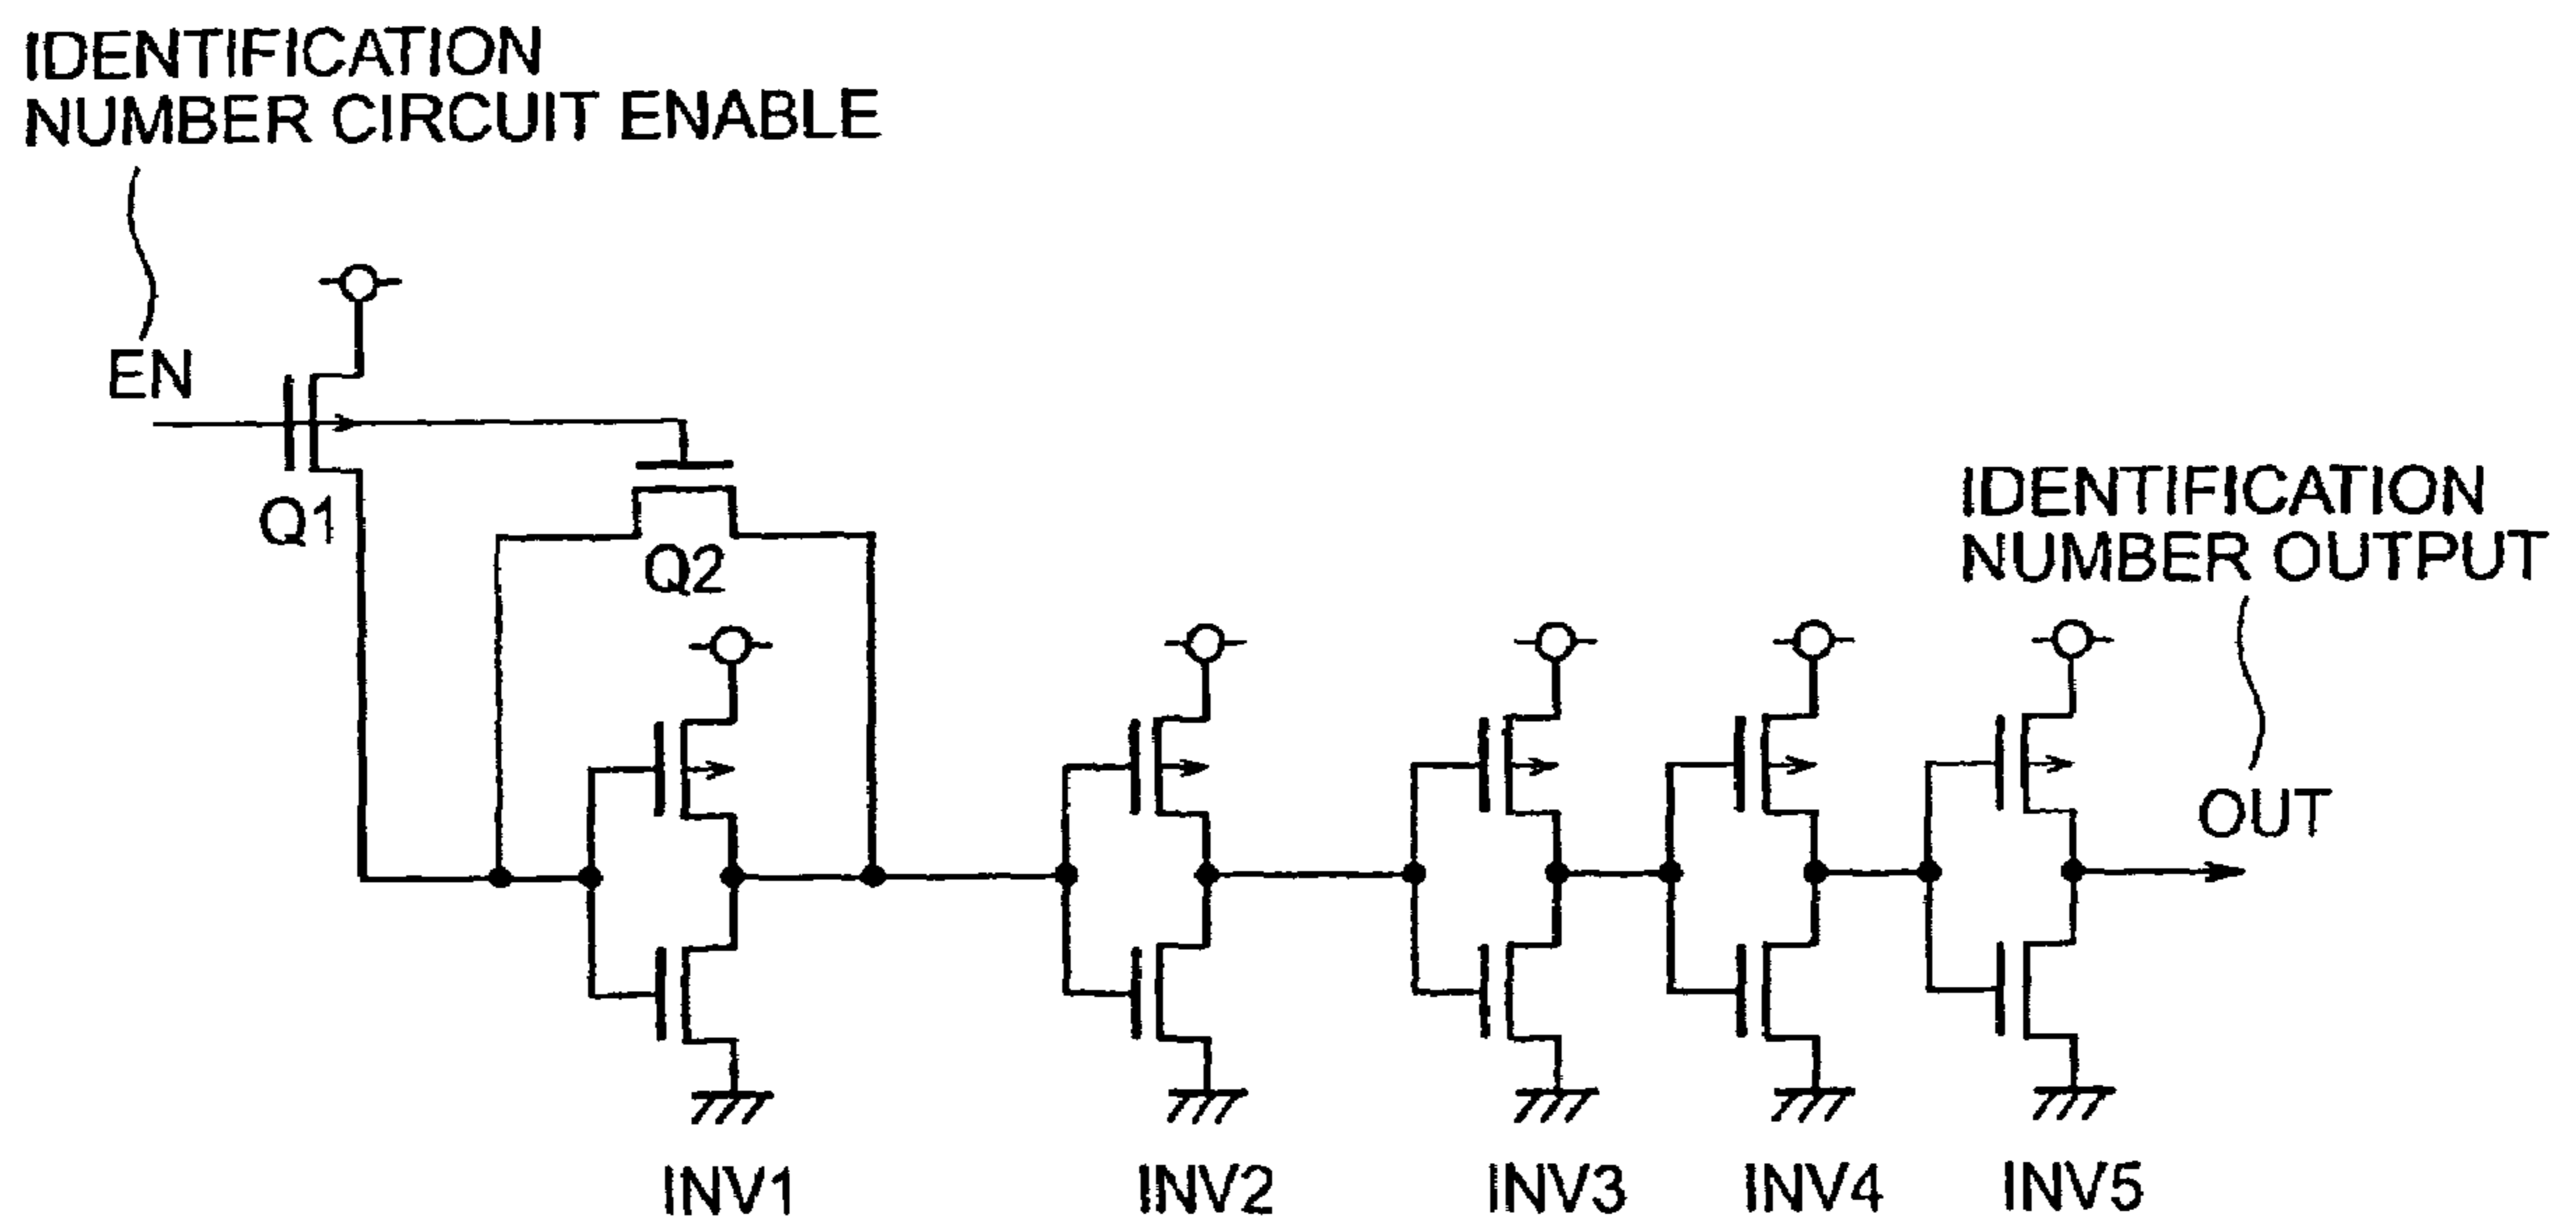 IDENTIFICATION
NUMBER CIRCUIT ENABLE
EN
Q1
Q2
IDENTIFICATION
NUMBER OUTPUT
OUT
INV1
INV2
INV3
INV4
INV5